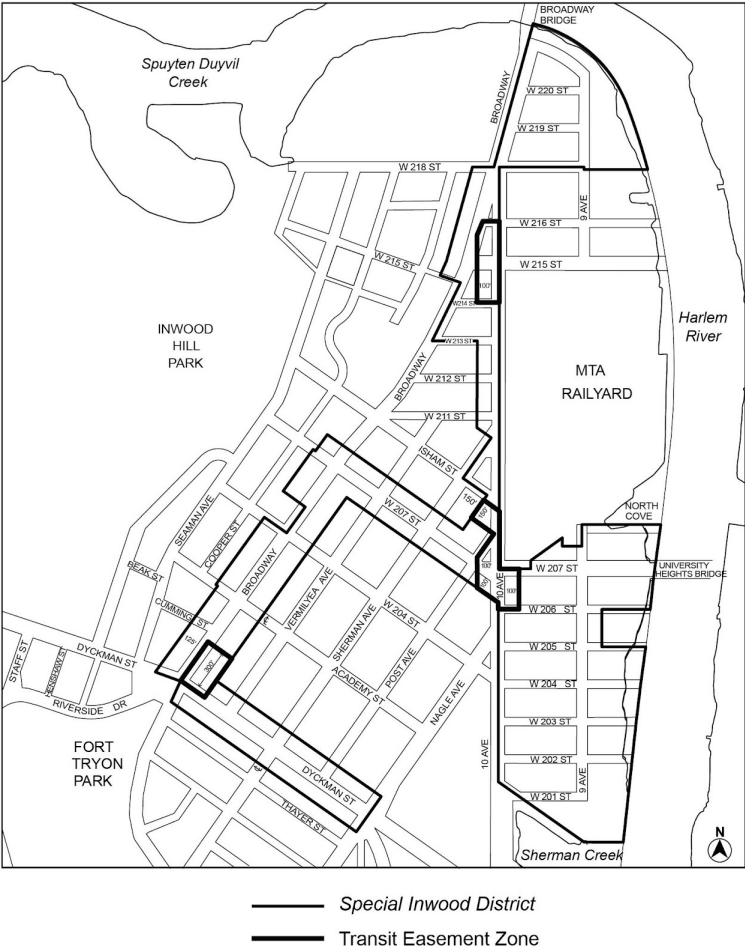 BROADWAY
BRIDGE
Spuyten Duyvil
Creek
BROADWAY
W 220 ST
W 219 ST
W 218 ST
9 AVE
W 216 ST
W 215 ST
W 215 ST
100'
W214 ST
Harlem
River
INWOOD
HILL
PARK
W 213 ST
MTA
RAILYARD
BROADWAY
W 212 ST
W 211 ST
ISHAM ST
150'
150'
NORTH
COVE
SEAMAN AVE
COOPER ST
W 207 ST
100'
100'
10 AVE
100'
W 207 ST
UNIVERSITY
HEIGHTS BRIDGE
BEAK ST
BROADWAY
VERMILYEA AVE
W 206 ST
CUMMING ST
SHERMAN AVE
W 204 ST
125'
POST AVE
W 205 ST
STAFF ST
HENSHAW ST
DYCKMAN ST
300'
ACADEMY ST
NAGLE AVE
W 204 ST
RIVERSIDE DR
W 203 ST
FORT
TRYON
PARK
10 AVE
W 202 ST
DYCKMAN ST
9 AVE
W 201 ST
THAYER ST
Sherman Creek
N
Special Inwood District
Transit Easement Zone